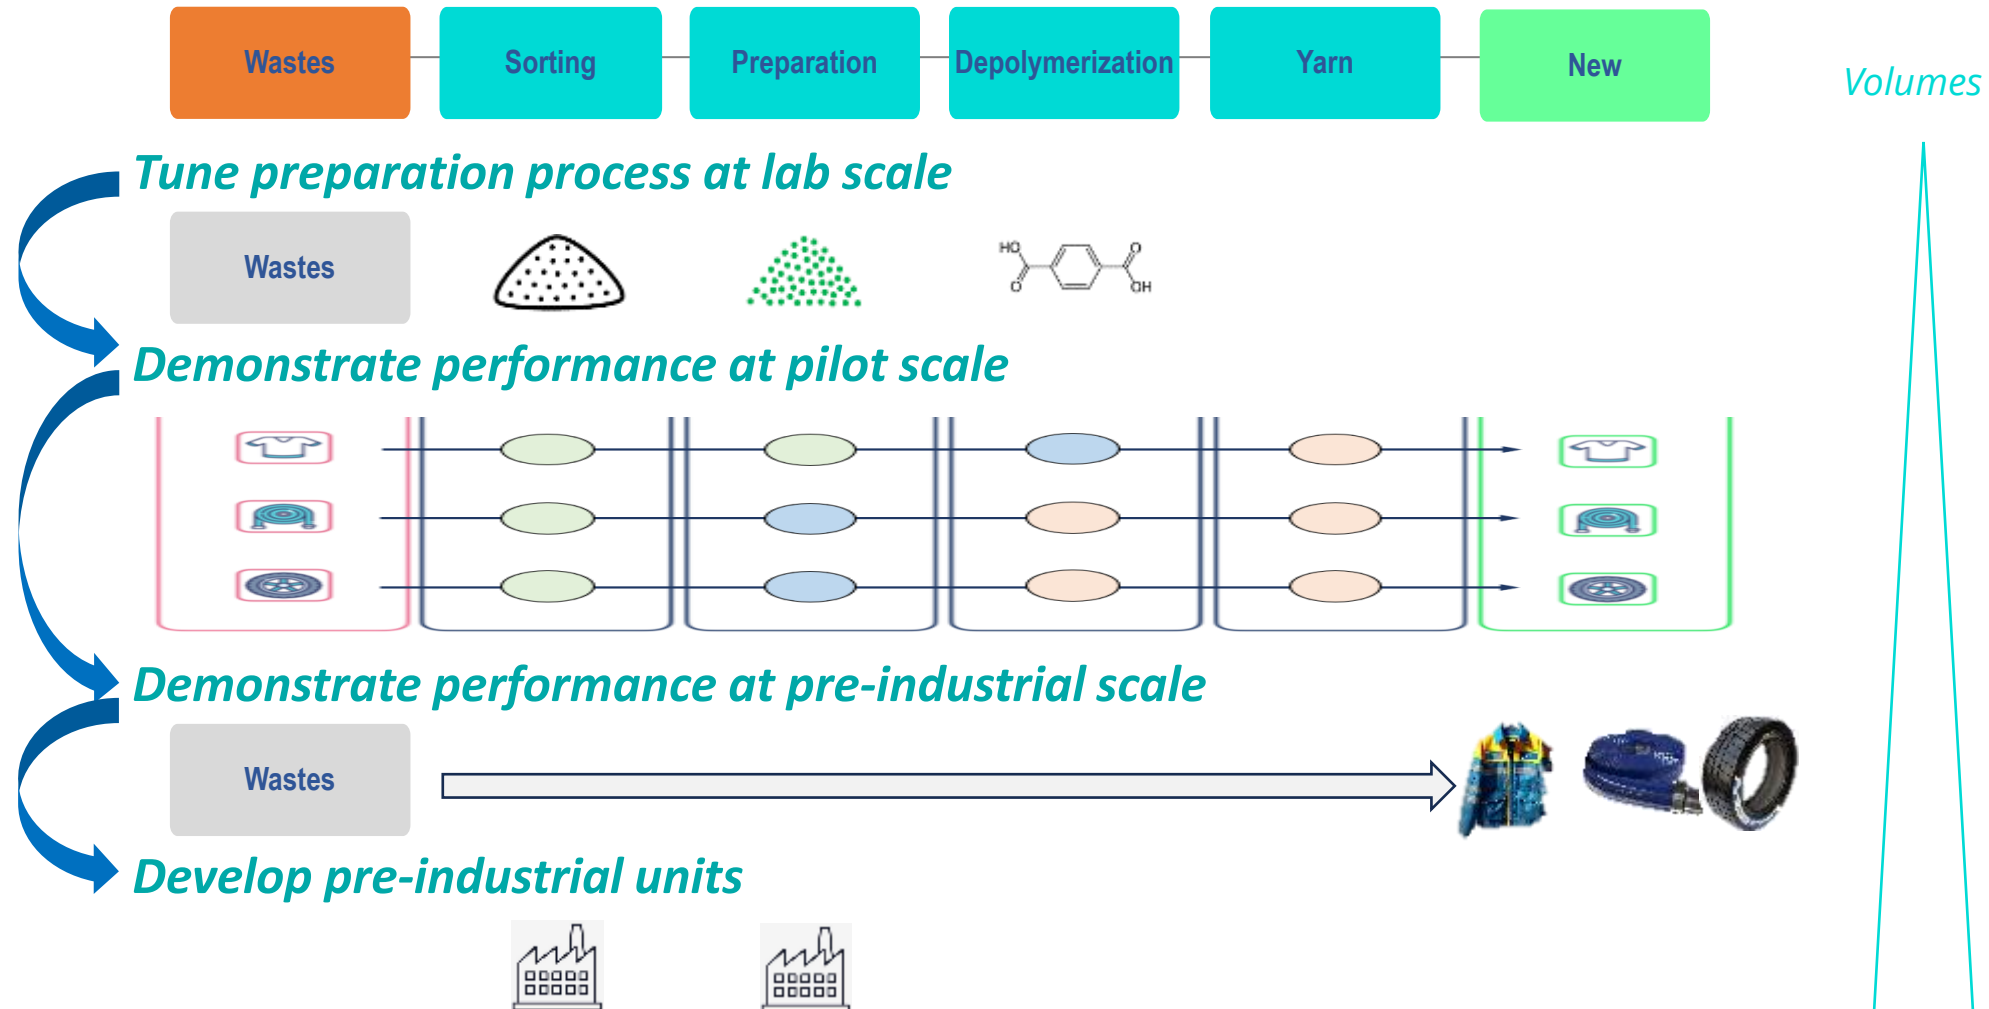 Wastes
Sorting
Preparation
Depolymerization
Yarn
New
Volumes
Tune preparation process at lab scale
Wastes
HO
O
O
OH
Demonstrate performance at pilot scale
Demonstrate performance at pre-industrial scale
Wastes
Develop pre-industrial units